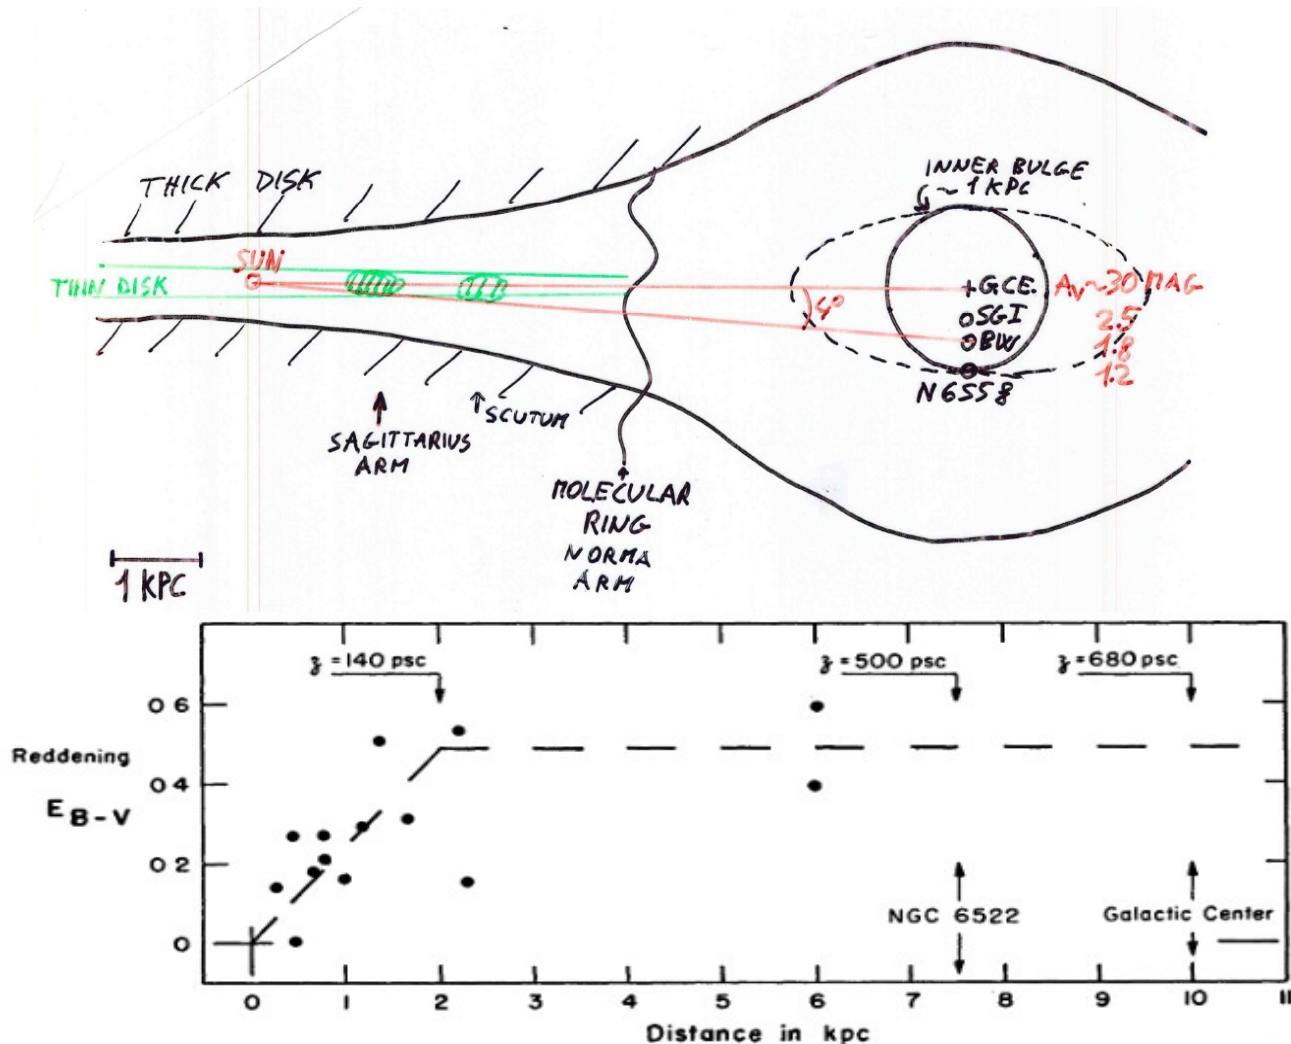 THICK DISK
INNER BULGE
~ 1 KPC
SUN
THIN DISK
GCE.
Av~30 MAG
SGI
2.5
4°
BW
1.8
N6558
1.2
SCUTUM
SAGITTARIUS
ARM
MOLECULAR
RING
NORMA
ARM
1 KPC
z = 140 psc
z = 500 psc
z = 680 psc
0 6
Reddening
0 4
E B-V
0 2
NGC 6522
Galactic Center
0
0 1 2 3 4 5 6 7 8 9 10 11
Distance in kpc